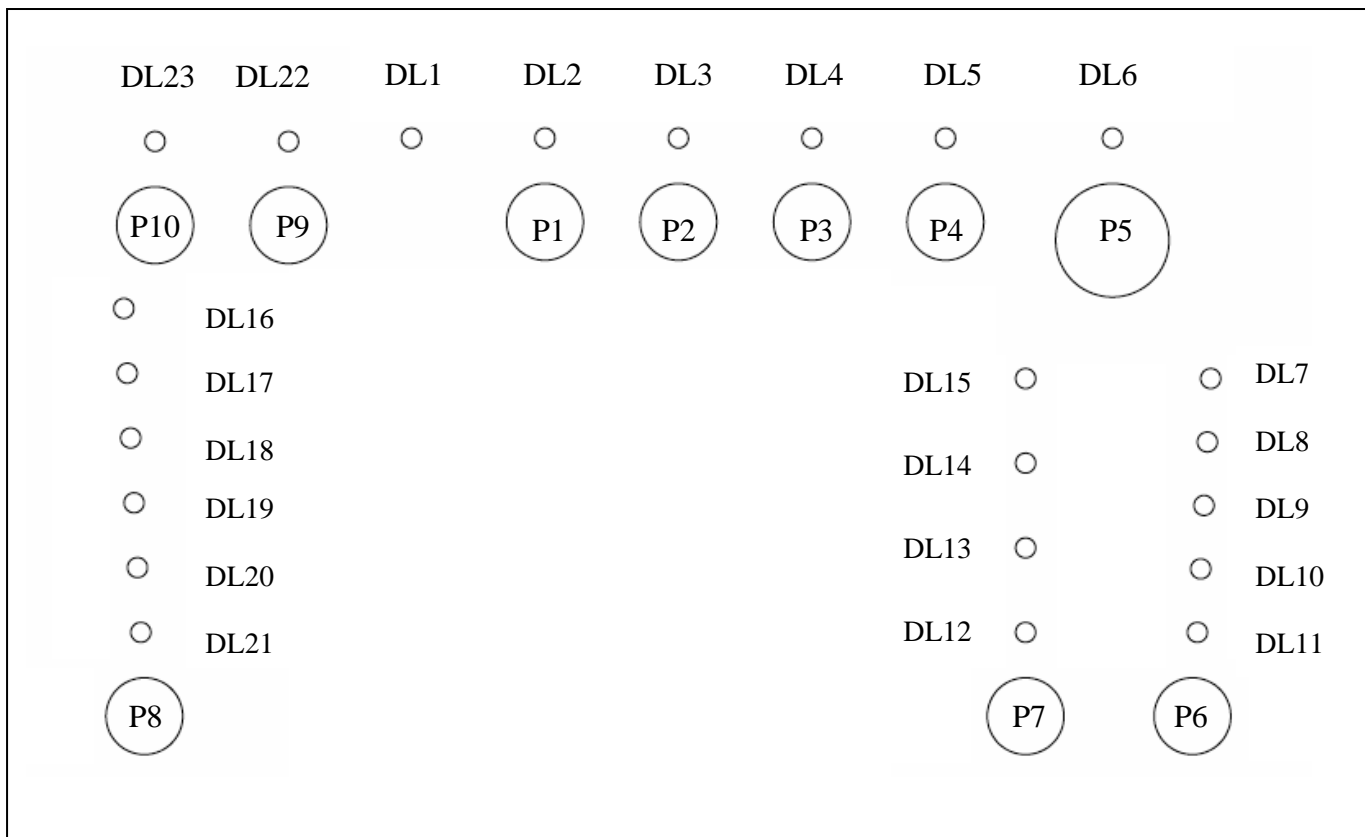 DL23 DL22 DL1 DL2 DL3 DL4 DL5 DL6
P10 P9 P1 P2 P3 P4 P5
DL16
DL17 DL15 DL7
DL18 DL14 DL8
DL19 DL9
DL20 DL13 DL10
DL21 DL12 DL11
P8 P7 P6